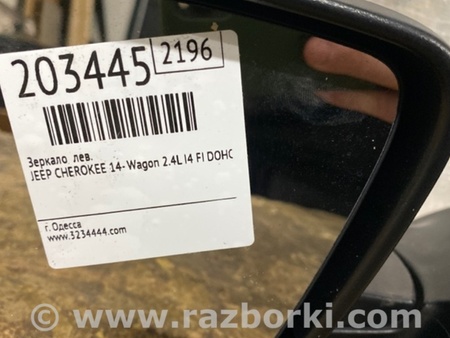 203445 2196
Зеркало лев.
JEEP CHEROKEE 14- Wagon 2.4L I4 FI DOHC
г. Одесса
www.3234444.com
© www.razborki.com/